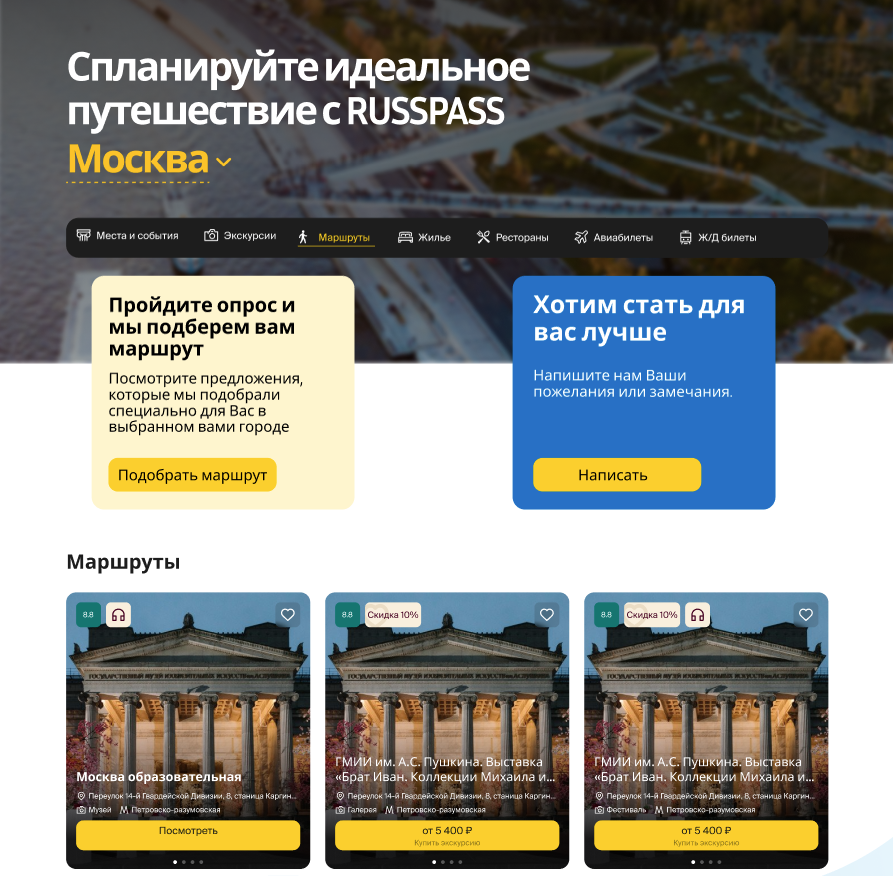 Спланируйте идеальное
путешествие с RUSSPASS
Москва
Места и события
Экскурсии
Маршруты
Жилье
Рестораны
Авиабилеты
Ж/Д билеты
Пройдите опрос и
мы подберем вам
маршрут
Посмотрите предложения,
которые мы подобрали
специально для Вас в
выбранном вами городе
Подобрать маршрут
Хотим стать для
вас лучше
Напишите нам Ваши
пожелания или замечания.
Написать
Маршруты
8.8
Москва образовательная
Переулок 14-й Гвардейской Дивизии, 8, станица Каргин...
Музей Петровско-разумовская
Посмотреть
8.8 Скидка 10%
ГМИИ им. А.С. Пушкина. Выставка
«Брат Иван. Коллекции Михаила и...
Переулок 14-й Гвардейской Дивизии, 8, станица Каргин...
Галерея Петровско-разумовская
от 5 400 ₽
Купить экскурсию
8.8 Скидка 10%
ГМИИ им. А.С. Пушкина. Выставка
«Брат Иван. Коллекции Михаила и...
Переулок 14-й Гвардейской Дивизии, 8, станица Каргин...
Фестиваль Петровско-разумовская
от 5 400 ₽
Купить экскурсию